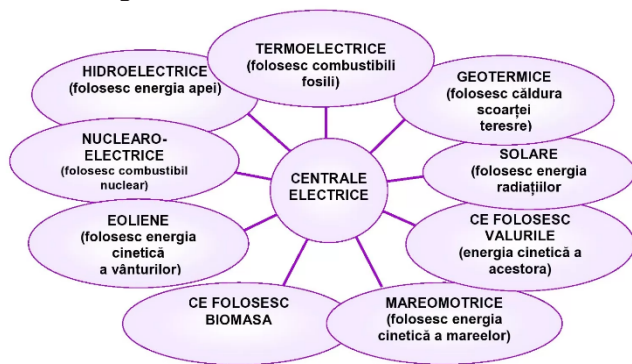 TERMOELECTRICE
(folosesc combustibili
fosili)
HIDROELECTRICE
(folosesc energia apei)
GEOTERMICE
(folosesc căldura
scoarței
teresre)
NUCLEARO-
ELECTRICE
(folosesc combustibil
nuclear)
CENTRALE
ELECTRICE
SOLARE
(folosesc energia
radiațiilor
EOLIENE
(folosesc energia
cinetică
a vânturilor)
CE FOLOSESC
VALURILE
(energia cinetică a
acestora)
CE FOLOSESC
BIOMASA
MAREOMOTRICE
(folosesc energia
cinetică a mareelor)